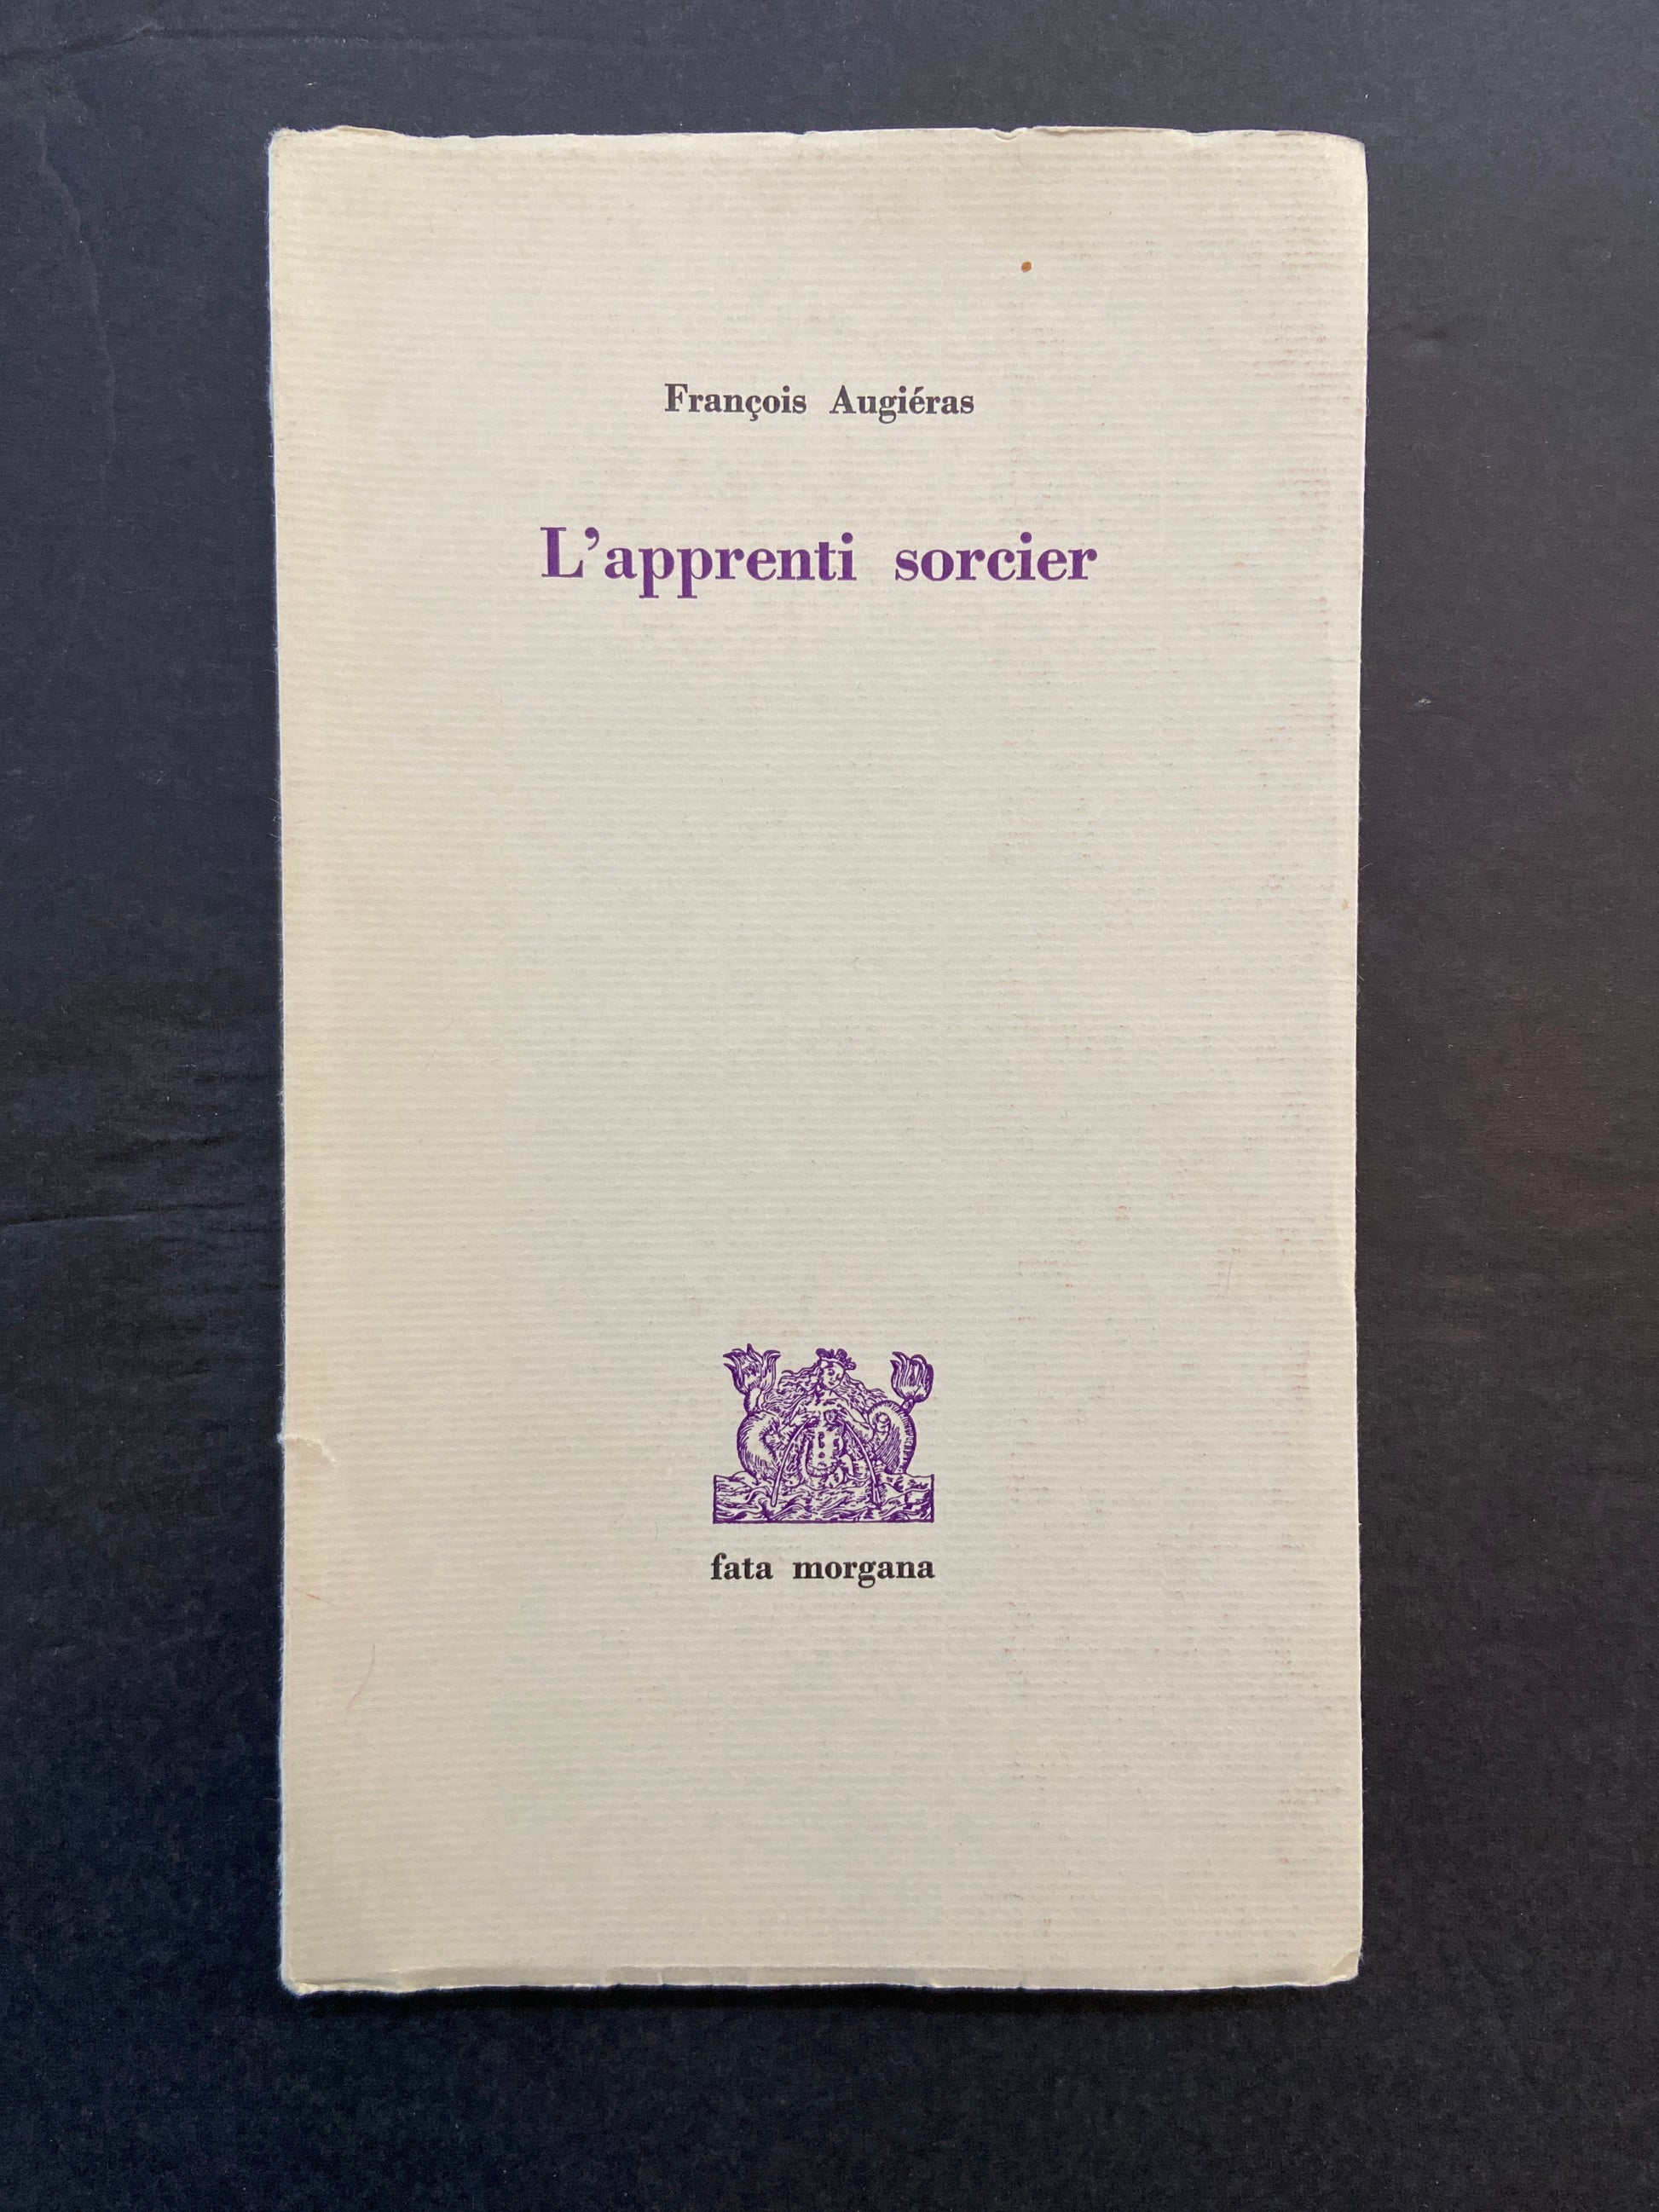 François Augiéras
L’apprenti sorcier
fata morgana